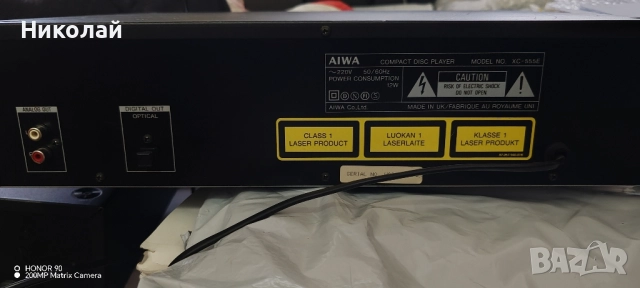 Николай
AIWA COMPACT DISC PLAYER MODEL NO. XC-955E
~220V 50/60Hz
POWER CONSUMPTION
17W
AIWA Co., Ltd
CAUTION
RISK OF ELECTRIC SHOCK
DO NOT OPEN.
MADE IN UK/FABRIQUE AU ROYAUME UNI
ANALOG OUT
DIGITAL OUT
OPTICAL
CLASS 1
LASER PRODUCT
LUOKAN 1
LASERLAITE
KLASSE 1
LASER PRODUKT
SERIAL NO.
HONOR 90
200MP Matrix Camera
BAZAR